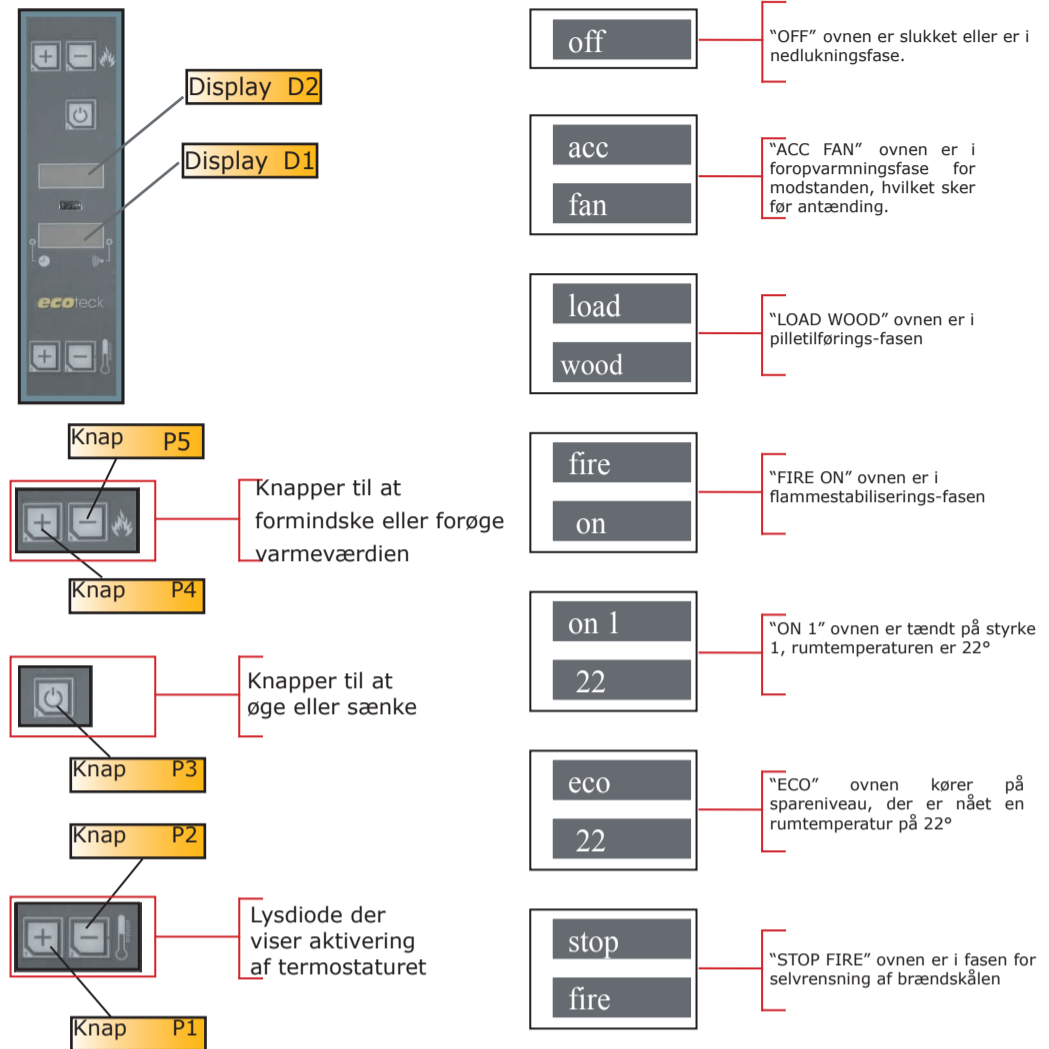 Display D2
Display D1
ecoteck
Knap P5
Knapper til at
formindske eller forøge
varmeværdien
Knap P4
Knapper til at
øge eller sænke
Knap P3
Knap P2
Lysdiode der
viser aktivering
af termostaturet
Knap P1
off
"OFF" ovnen er slukket eller er i
nedlukningsfase.
acc
fan
"ACC FAN" ovnen er i
foropvarmningsfase for
modstanden, hvilket sker
før antænding.
load
wood
"LOAD WOOD" ovnen er i
pilletilførings-fasen
fire
on
"FIRE ON" ovnen er i
flammestabiliserings-fasen
on 1
22
"ON 1" ovnen er tændt på styrke
1, rumtemperaturen er 22°
eco
22
"ECO" ovnen kører på
spareniveau, der er nået en
rumtemperatur på 22°
stop
fire
"STOP FIRE" ovnen er i fasen for
selvrensning af brændskålen